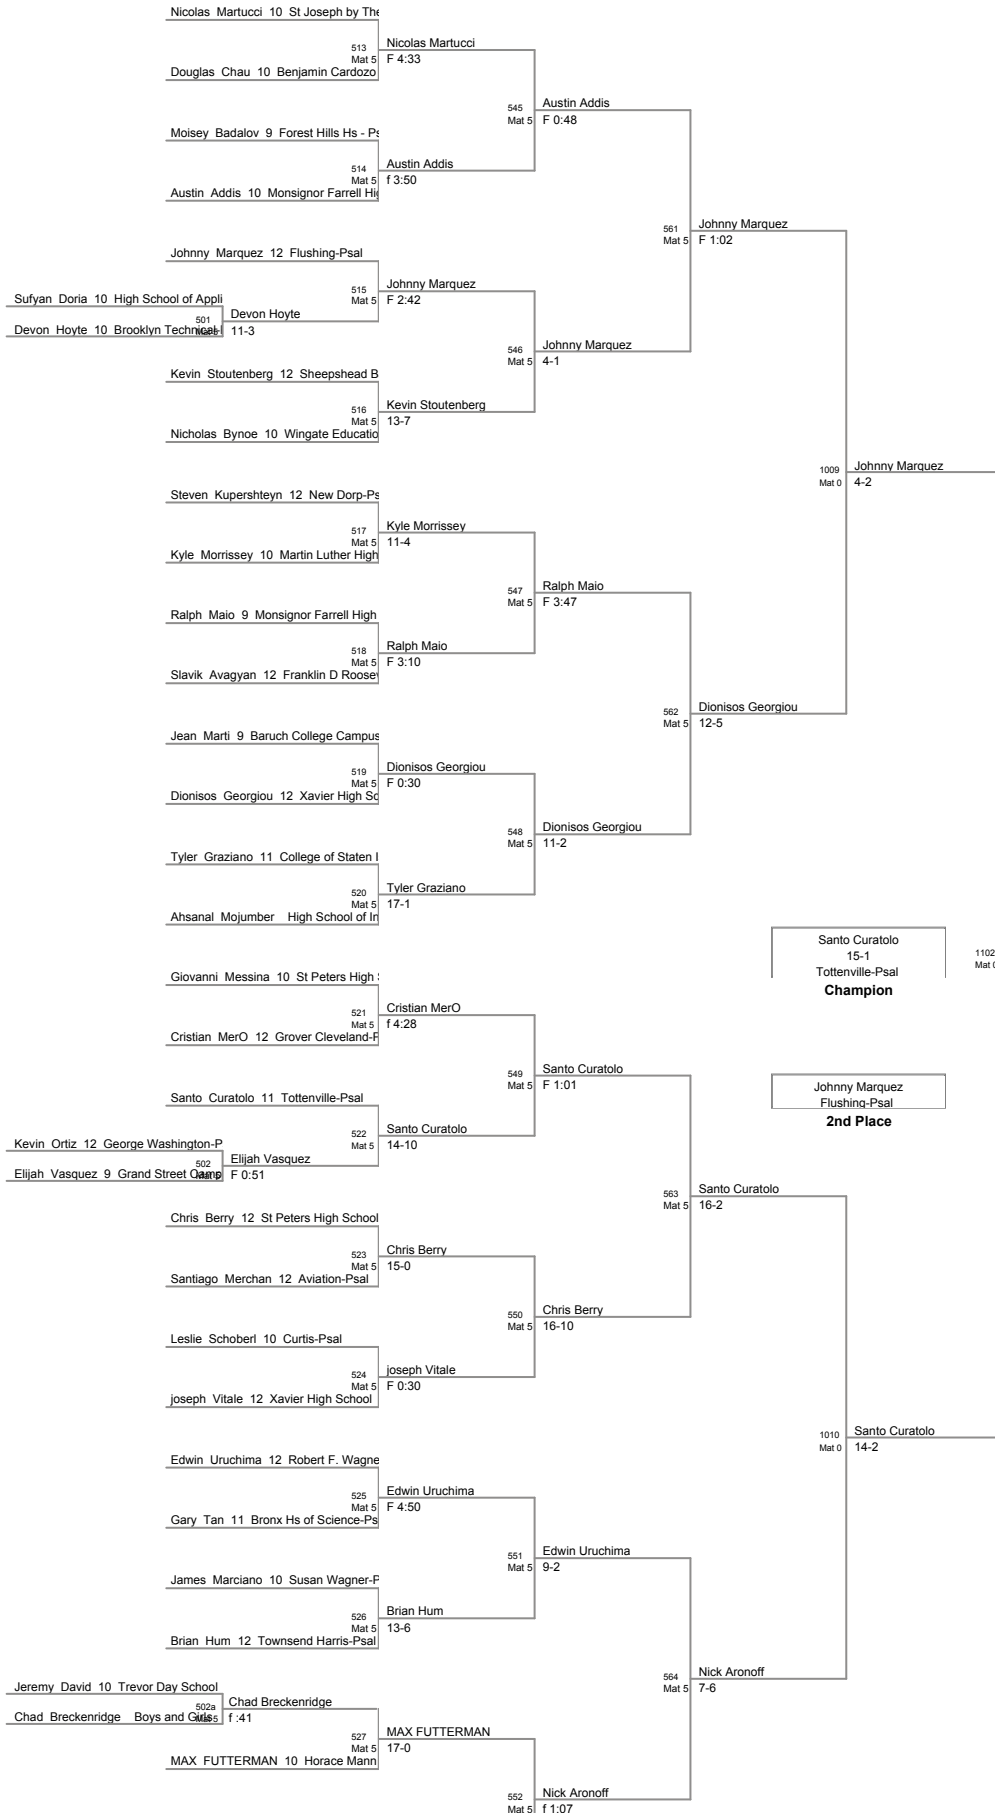 Nicolas Martucci 10 St Joseph by The
513 Nicolas Martucci
Mat 5 F 4:33
Douglas Chau 10 Benjamin Cardozo
545 Austin Addis
Mat 5 F 0:48
Moisey Badalov 9 Forest Hills Hs - Ps
514 Austin Addis
Mat 5 f 3:50
Austin Addis 10 Monsignor Farrell Hig
561 Johnny Marquez
Mat 5 F 1:02
Johnny Marquez 12 Flushing-Psal
515 Johnny Marquez
Mat 5 F 2:42
Sufyan Doria 10 High School of Appli
501 Devon Hoyte
Devon Hoyte 10 Brooklyn Technical
Mat 5 11-3
546 Johnny Marquez
Mat 5 4-1
Kevin Stoutenberg 12 Sheepshead B
516 Kevin Stoutenberg
Mat 5 13-7
Nicholas Bynoe 10 Wingate Educatio
1009 Johnny Marquez
Mat 0 4-2
Steven Kupershteyn 12 New Dorp-Ps
517 Kyle Morrissey
Mat 5 11-4
Kyle Morrissey 10 Martin Luther High
547 Ralph Maio
Mat 5 F 3:47
Ralph Maio 9 Monsignor Farrell High
518 Ralph Maio
Mat 5 F 3:10
Slavik Avagyan 12 Franklin D Roosev
562 Dionisos Georgiou
Mat 5 12-5
Jean Marti 9 Baruch College Campus
519 Dionisos Georgiou
Mat 5 F 0:30
Dionisos Georgiou 12 Xavier High Sc
548 Dionisos Georgiou
Mat 5 11-2
Tyler Graziano 11 College of Staten I
520 Tyler Graziano
Mat 5 17-1
Ahsanal Mojumber High School of In
Santo Curatolo
15-1
Tottenville-Psal
Champion
1102
Mat 0
Giovanni Messina 10 St Peters High
521 Cristian MerO
Mat 5 f 4:28
Cristian MerO 12 Grover Cleveland-P
549 Santo Curatolo
Mat 5 F 1:01
Johnny Marquez
Flushing-Psal
2nd Place
Santo Curatolo 11 Tottenville-Psal
522 Santo Curatolo
Mat 5 14-10
Kevin Ortiz 12 George Washington-P
502 Elijah Vasquez
Elijah Vasquez 9 Grand Street Camp
Mat 5 F 0:51
563 Santo Curatolo
Mat 5 16-2
Chris Berry 12 St Peters High School
523 Chris Berry
Mat 5 15-0
Santiago Merchan 12 Aviation-Psal
550 Chris Berry
Mat 5 16-10
Leslie Schoberl 10 Curtis-Psal
524 joseph Vitale
Mat 5 F 0:30
joseph Vitale 12 Xavier High School
1010 Santo Curatolo
Mat 0 14-2
Edwin Uruchima 12 Robert F. Wagne
525 Edwin Uruchima
Mat 5 F 4:50
Gary Tan 11 Bronx Hs of Science-Ps
551 Edwin Uruchima
Mat 5 9-2
James Marciano 10 Susan Wagner-P
526 Brian Hum
Mat 5 13-6
Brian Hum 12 Townsend Harris-Psal
564 Nick Aronoff
Mat 5 7-6
Jeremy David 10 Trevor Day School
502a Chad Breckenridge
Chad Breckenridge Boys and Girls
Mat 5 f :41
527 MAX FUTTERMAN
Mat 5 17-0
MAX FUTTERMAN 10 Horace Mann
552 Nick Aronoff
Mat 5 f 1:07